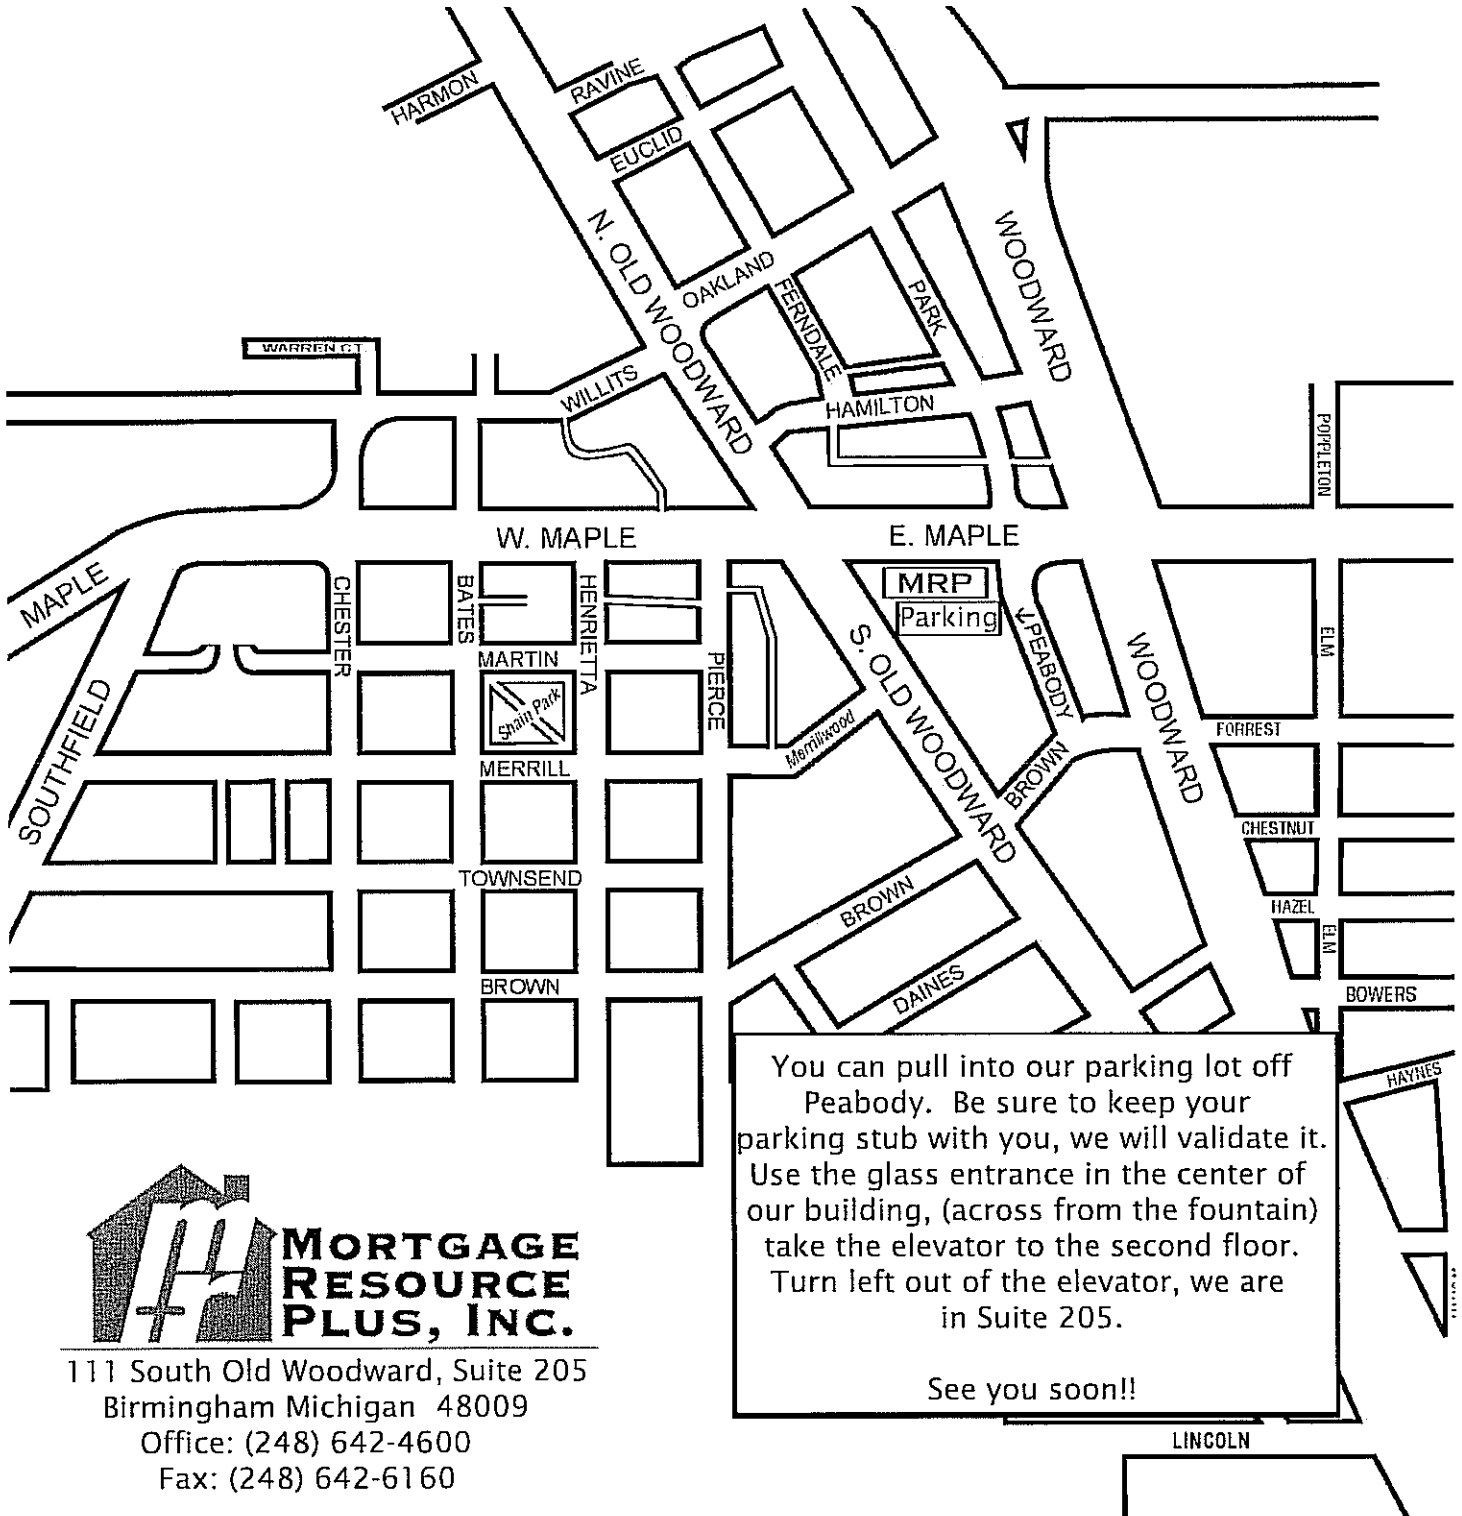 HARMON
RAVINE
EUCLID
N. OLD WOODWARD
OAKLAND
FERNDALE
PARK
WOODWARD
WARREN CT.
WILLITS
HAMILTON
POPPLETON
W. MAPLE
E. MAPLE
MAPLE
CHESTER
BATES
HENRIETTA
MRP
Parking
PEABODY
ELM
MARTIN
PIERCE
S. OLD WOODWARD
WOODWARD
Shain Park
SOUTHFIELD
Merrillwood
FORREST
MERRILL
BROWN
CHESTNUT
TOWNSEND
BROWN
HAZEL
ELM
BROWN
DAINES
BOWERS
HAYNES
You can pull into our parking lot off
Peabody. Be sure to keep your
parking stub with you, we will validate it.
Use the glass entrance in the center of
our building, (across from the fountain)
take the elevator to the second floor.
Turn left out of the elevator, we are
in Suite 205.
See you soon!!
LINCOLN
mr
MORTGAGE
RESOURCE
PLUS, INC.
111 South Old Woodward, Suite 205
Birmingham Michigan 48009
Office: (248) 642-4600
Fax: (248) 642-6160